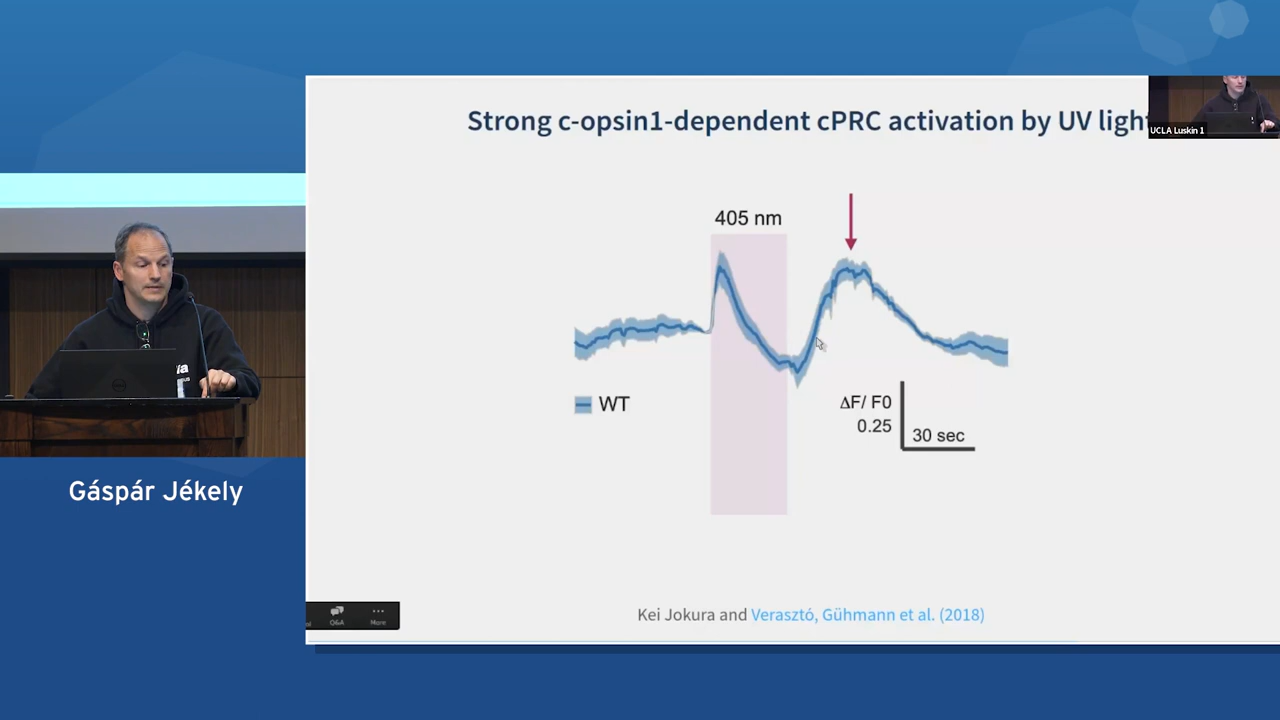 Strong c-opsin1-dependent cPRC activation by UV light
UCLA Luskin 1
405 nm
WT
ΔF/ F0
0.25
30 sec
Gáspár Jékely
Q&A
More
Kei Jokura and Verasztó, Gühmann et al. (2018)